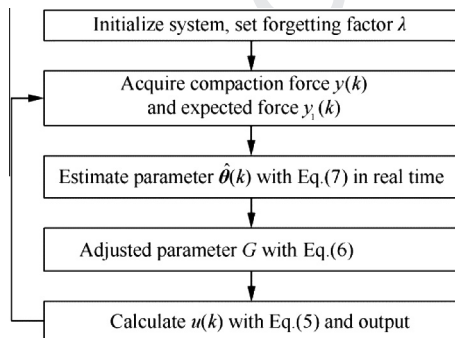 Initialize system, set forgetting factor λ
Acquire compaction force y(k)
and expected force y₁(k)
Estimate parameter θ̂(k) with Eq.(7) in real time
Adjusted parameter G with Eq.(6)
Calculate u(k) with Eq.(5) and output